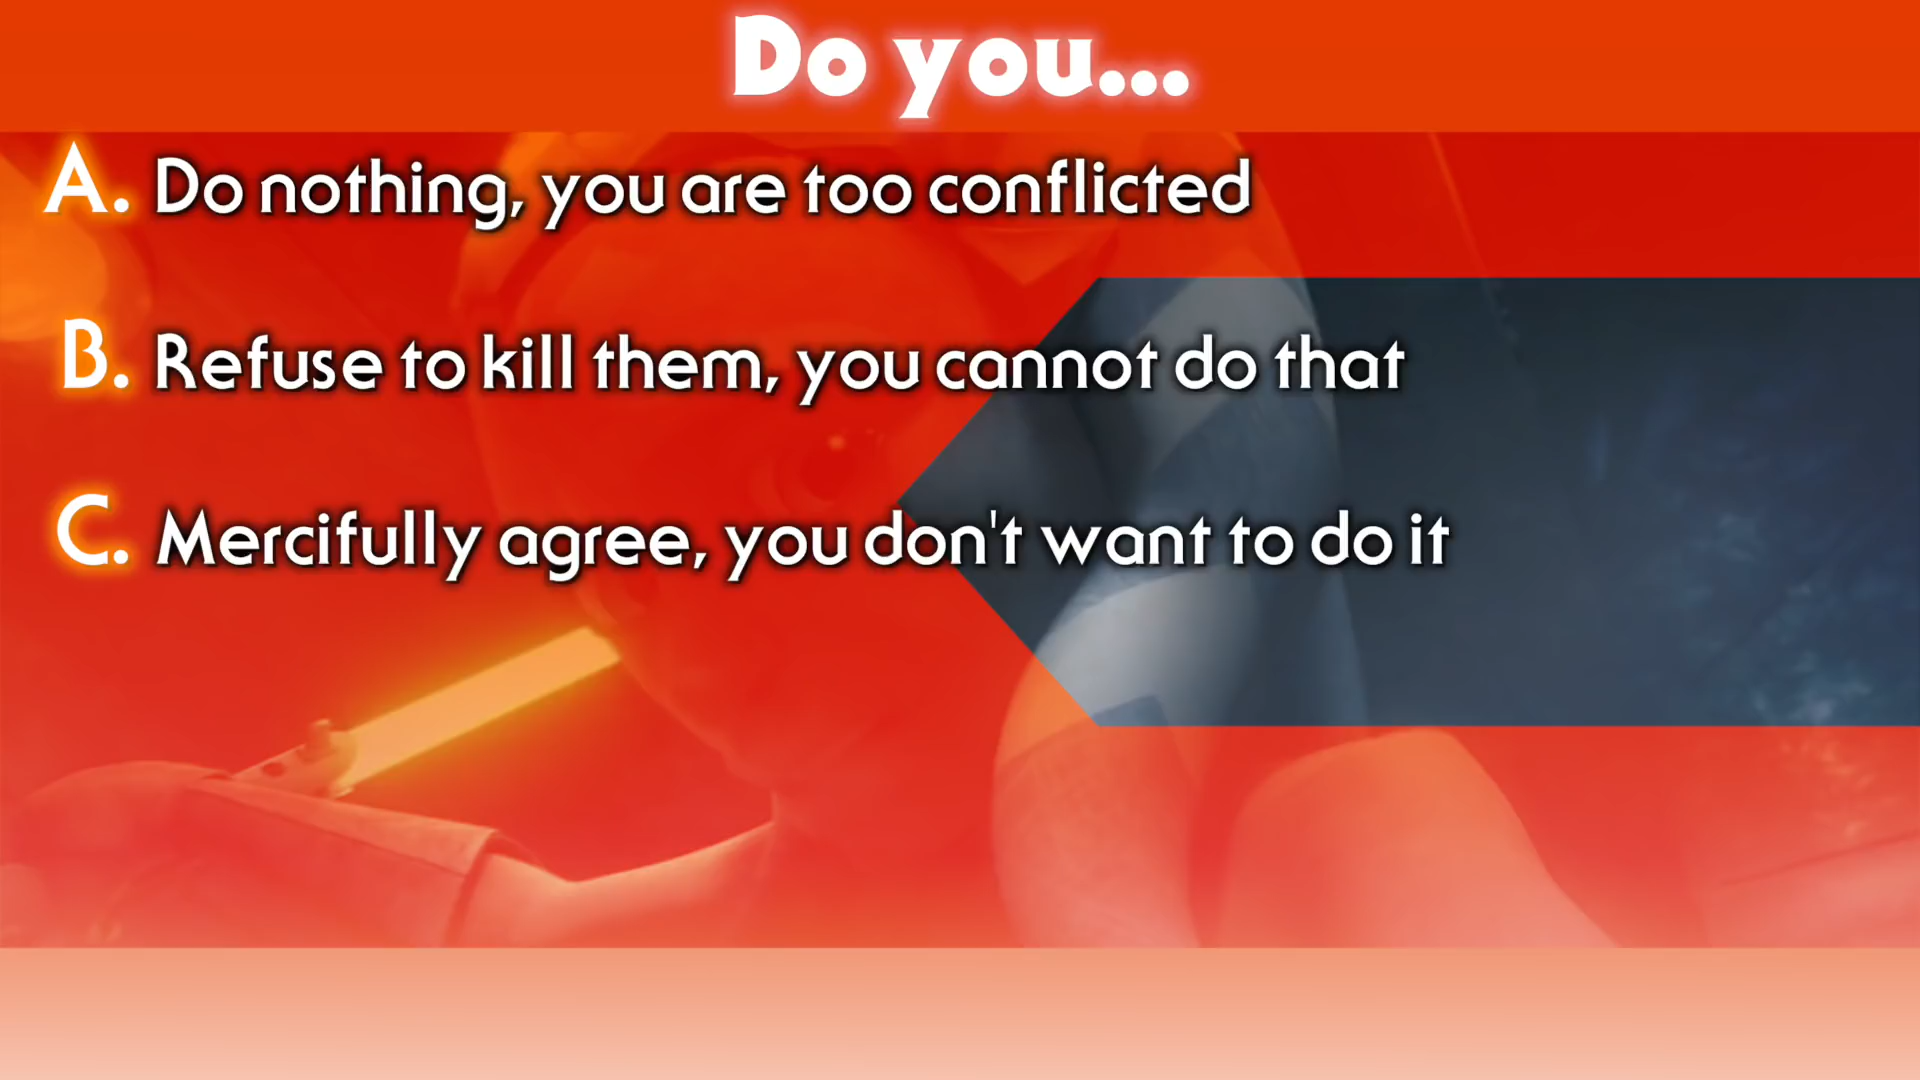 Do you...
A. Do nothing, you are too conflicted
B. Refuse to kill them, you cannot do that
C. Mercifully agree, you don't want to do it